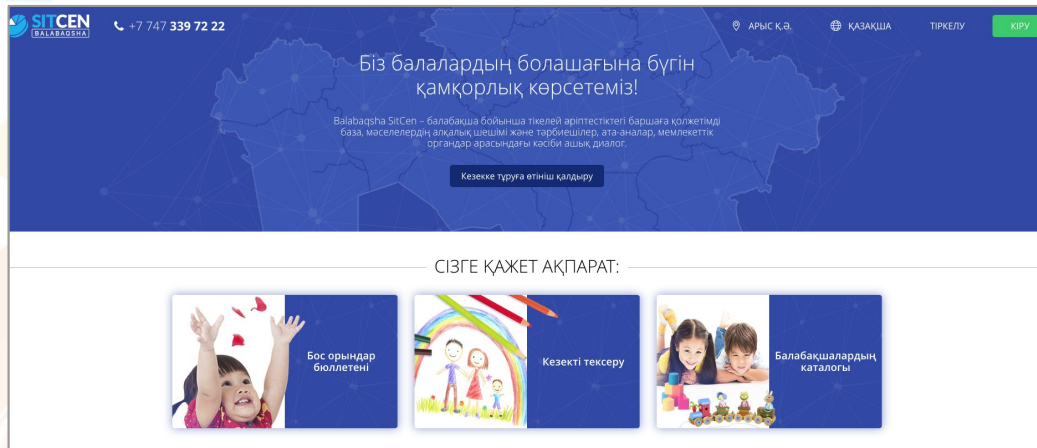 SITCEN
BALABAQSHA
+7 747 339 72 22
АРЫС Қ.Ә.
ҚАЗАҚША
ТІРКЕЛУ
КІРУ
Біз балалардың болашағына бүгін
қамқорлық көрсетеміз!
Balabaqsha SitCen – балабақша бойынша тікелей әріптестікті баршаға қолжетімді
база, мәселелердің алқалық шешімі және тәрбиешілер, ата-аналар, мемлекеттік
органдар арасындағы кәсіби ашық диалог.
Кезекке тұруға өтініш қалдыру
СІЗГЕ ҚАЖЕТ АҚПАРАТ:
Бос орындар
бюллетені
Кезекті тексеру
Балабақшалардың
каталогы